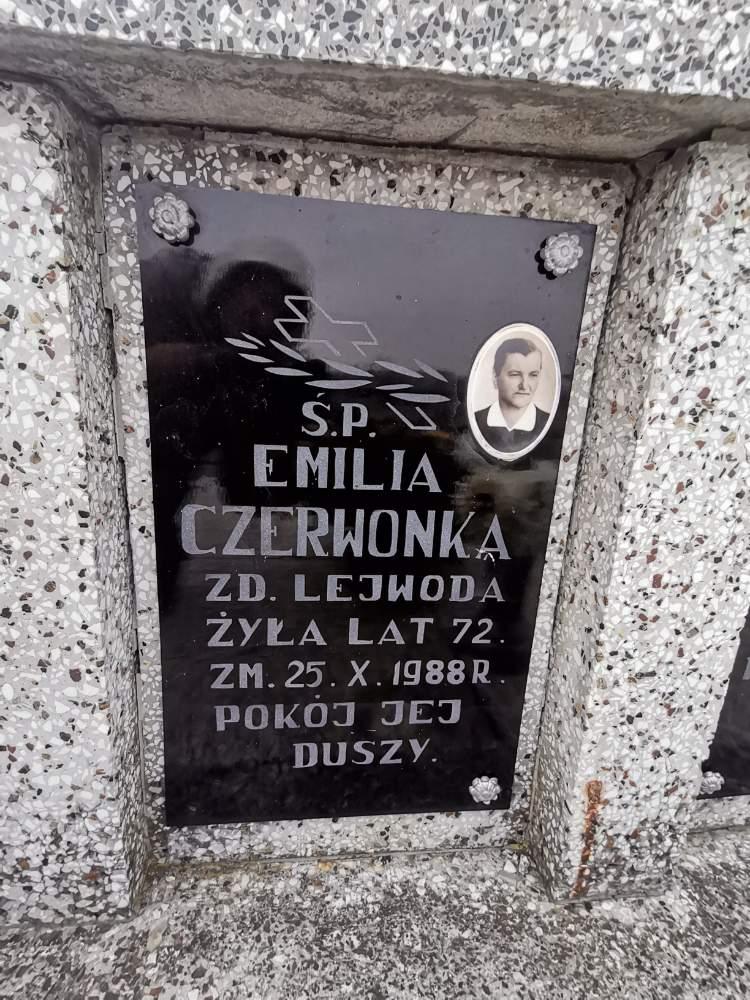 Ś.P.
EMILIA
CZERWONKA
ZD. LEJWODA
ŻYŁA LAT 72.
ZM. 25. X. 1988 R.
POKÓJ JEJ
DUSZY.